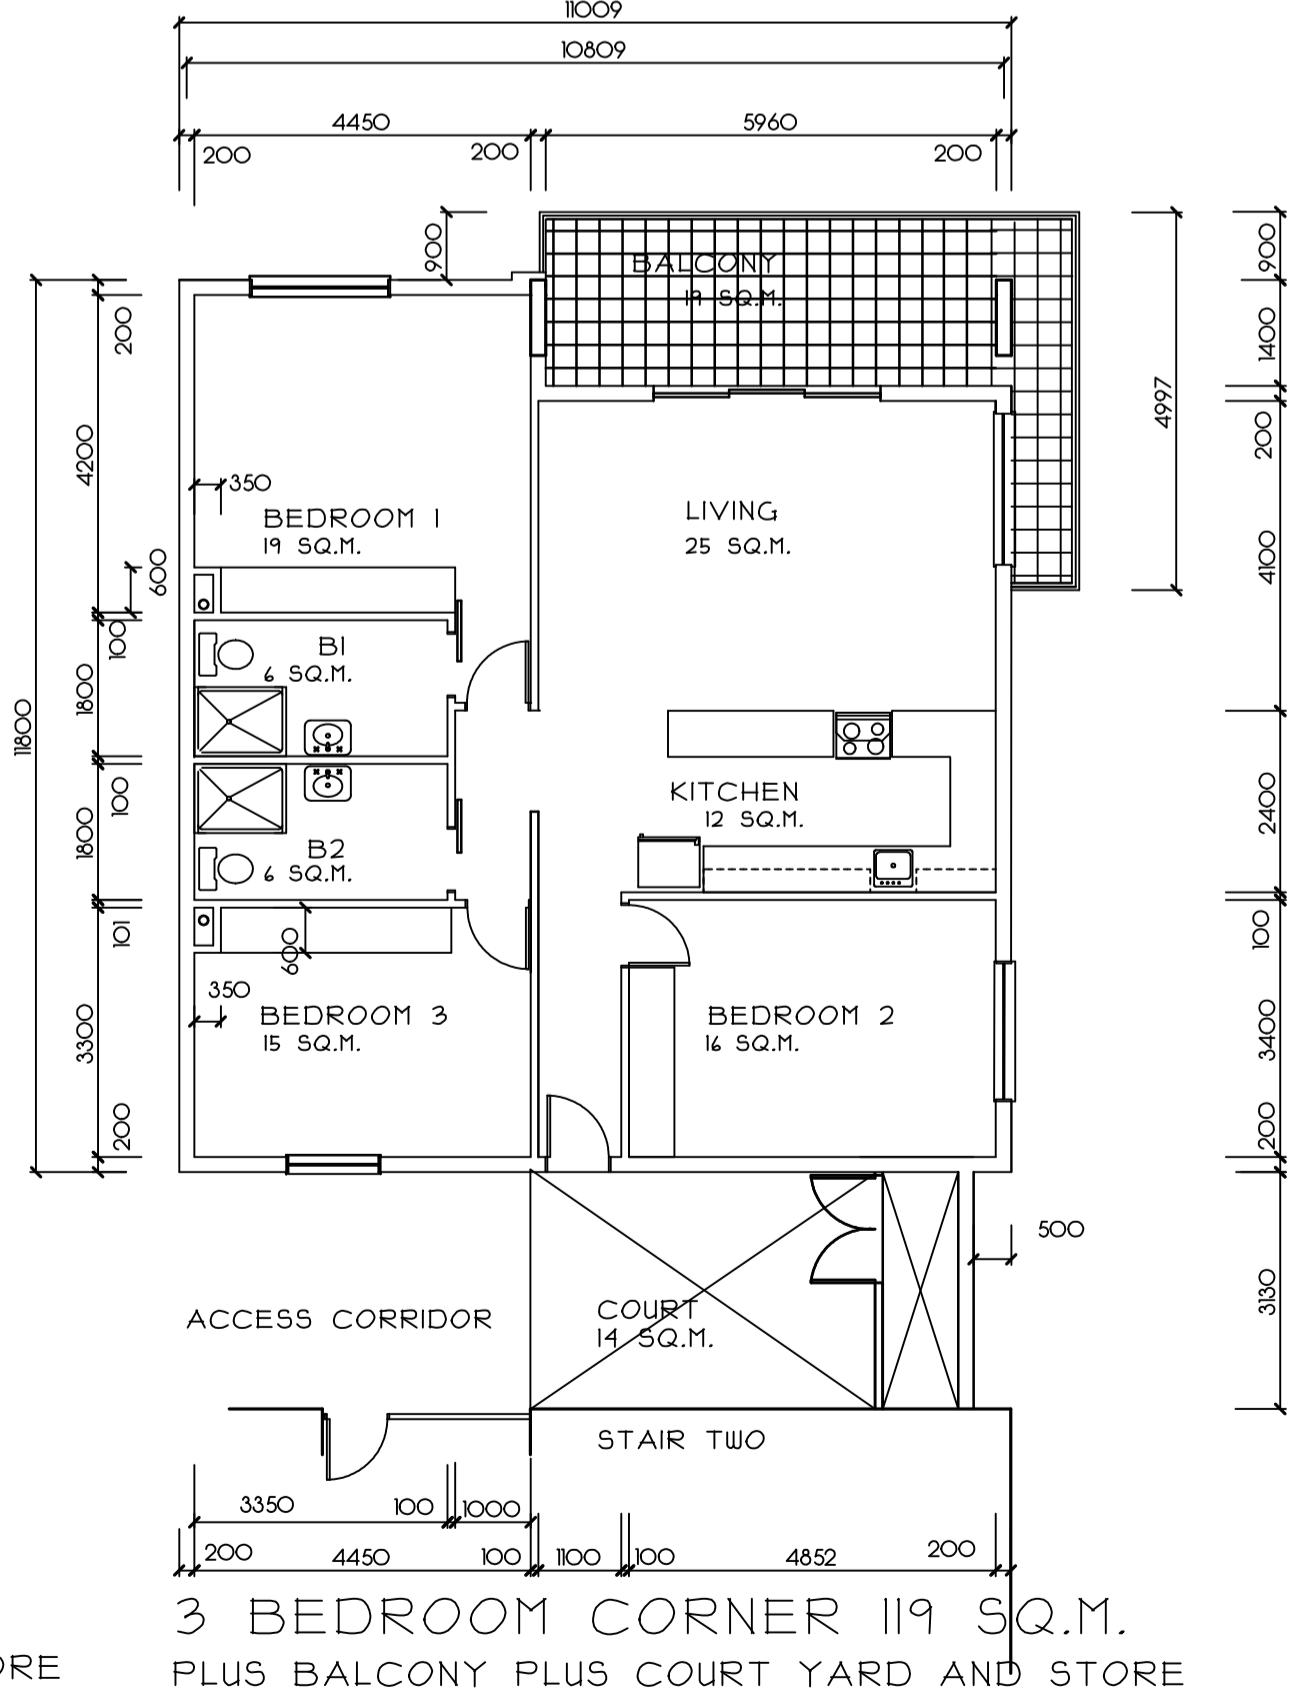 11009
10809
4450
5960
200
200
200
900
900
BALCONY
19 SQ.M.
200
1400
4997
4200
200
350
BEDROOM 1
19 SQ.M.
LIVING
25 SQ.M.
600
4100
100
B1
6 SQ.M.
1800
11800
KITCHEN
12 SQ.M.
100
2400
1800
B2
6 SQ.M.
101
600
100
350
BEDROOM 3
15 SQ.M.
BEDROOM 2
16 SQ.M.
3300
3400
200
200
500
ACCESS CORRIDOR
COURT
14 SQ.M.
3130
STAIR TWO
3350
100
1000
200
4450
100
1100
100
4852
200
3 BEDROOM CORNER 119 SQ.M.
ORE
PLUS BALCONY PLUS COURT YARD AND STORE